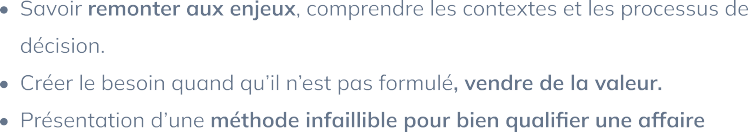 • Savoir remonter aux enjeux, comprendre les contextes et les processus de
décision.
• Créer le besoin quand qu'il n'est pas formulé, vendre de la valeur.
• Présentation d'une méthode infaillible pour bien qualifier une affaire